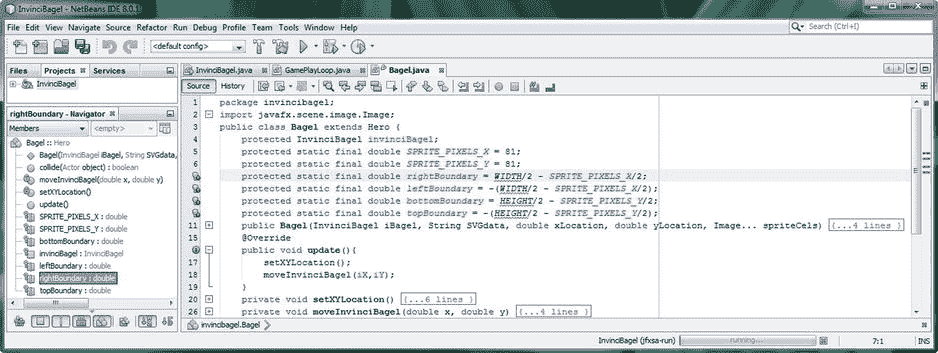 InvinciBagel - NetBeans IDE 8.0.1
File Edit View Navigate Source Refactor Run Debug Profile Team Tools Window Help
Search (Ctrl+I)
<default config>
Files Projects Services
InvinciBagel
InvinciBagel.java GamePlayLoop.java Bagel.java
Source History
rightBoundary - Navigator
Members <empty>
Bagel :: Hero
Bagel(InvinciBagel iBagel, String SVGdata,
collide(Actor object) : boolean
moveInvinciBagel(double x, double y)
setXYLocation()
update()
SPRITE_PIXELS_X : double
SPRITE_PIXELS_Y : double
bottomBoundary : double
invinciBagel : InvinciBagel
leftBoundary : double
rightBoundary : double
topBoundary : double
1 package invincibagel;
2 import javafx.scene.image.Image;
3 public class Bagel extends Hero {
4 protected InvinciBagel invinciBagel;
5 protected static final double SPRITE_PIXELS_X = 81;
6 protected static final double SPRITE_PIXELS_Y = 81;
protected static final double rightBoundary = WIDTH/2 - SPRITE_PIXELS_X/2;
protected static final double leftBoundary = -(WIDTH/2 - SPRITE_PIXELS_X/2);
protected static final double bottomBoundary = HEIGHT/2 - SPRITE_PIXELS_Y/2;
protected static final double topBoundary = -(HEIGHT/2 - SPRITE_PIXELS_Y/2);
11 public Bagel(InvinciBagel iBagel, String SVGdata, double xLocation, double yLocation, Image... spriteCels) {...4 lines }
15 @Override
public void update(){
17 setXYLocation();
18 moveInvinciBagel(iX,iY);
19 }
20 private void setXYLocation() {...6 lines }
26 private void moveInvinciBagel(double x, double y) {...4 lines }
invincibagel.Bagel
InvinciBagel (jfxsa-run) running... 7:1 INS